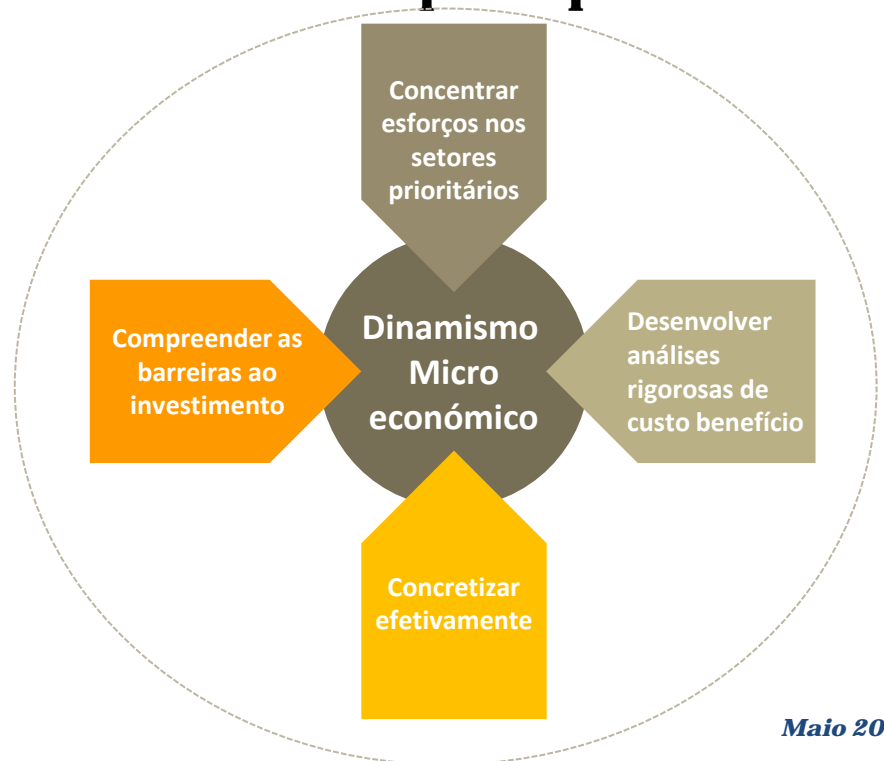 Concentrar
esforços nos
setores
prioritários
Compreender as
barreiras ao
investimento
Dinamismo
Micro
económico
Desenvolver
análises
rigorosas de
custo benefício
Concretizar
efetivamente
Maio 20